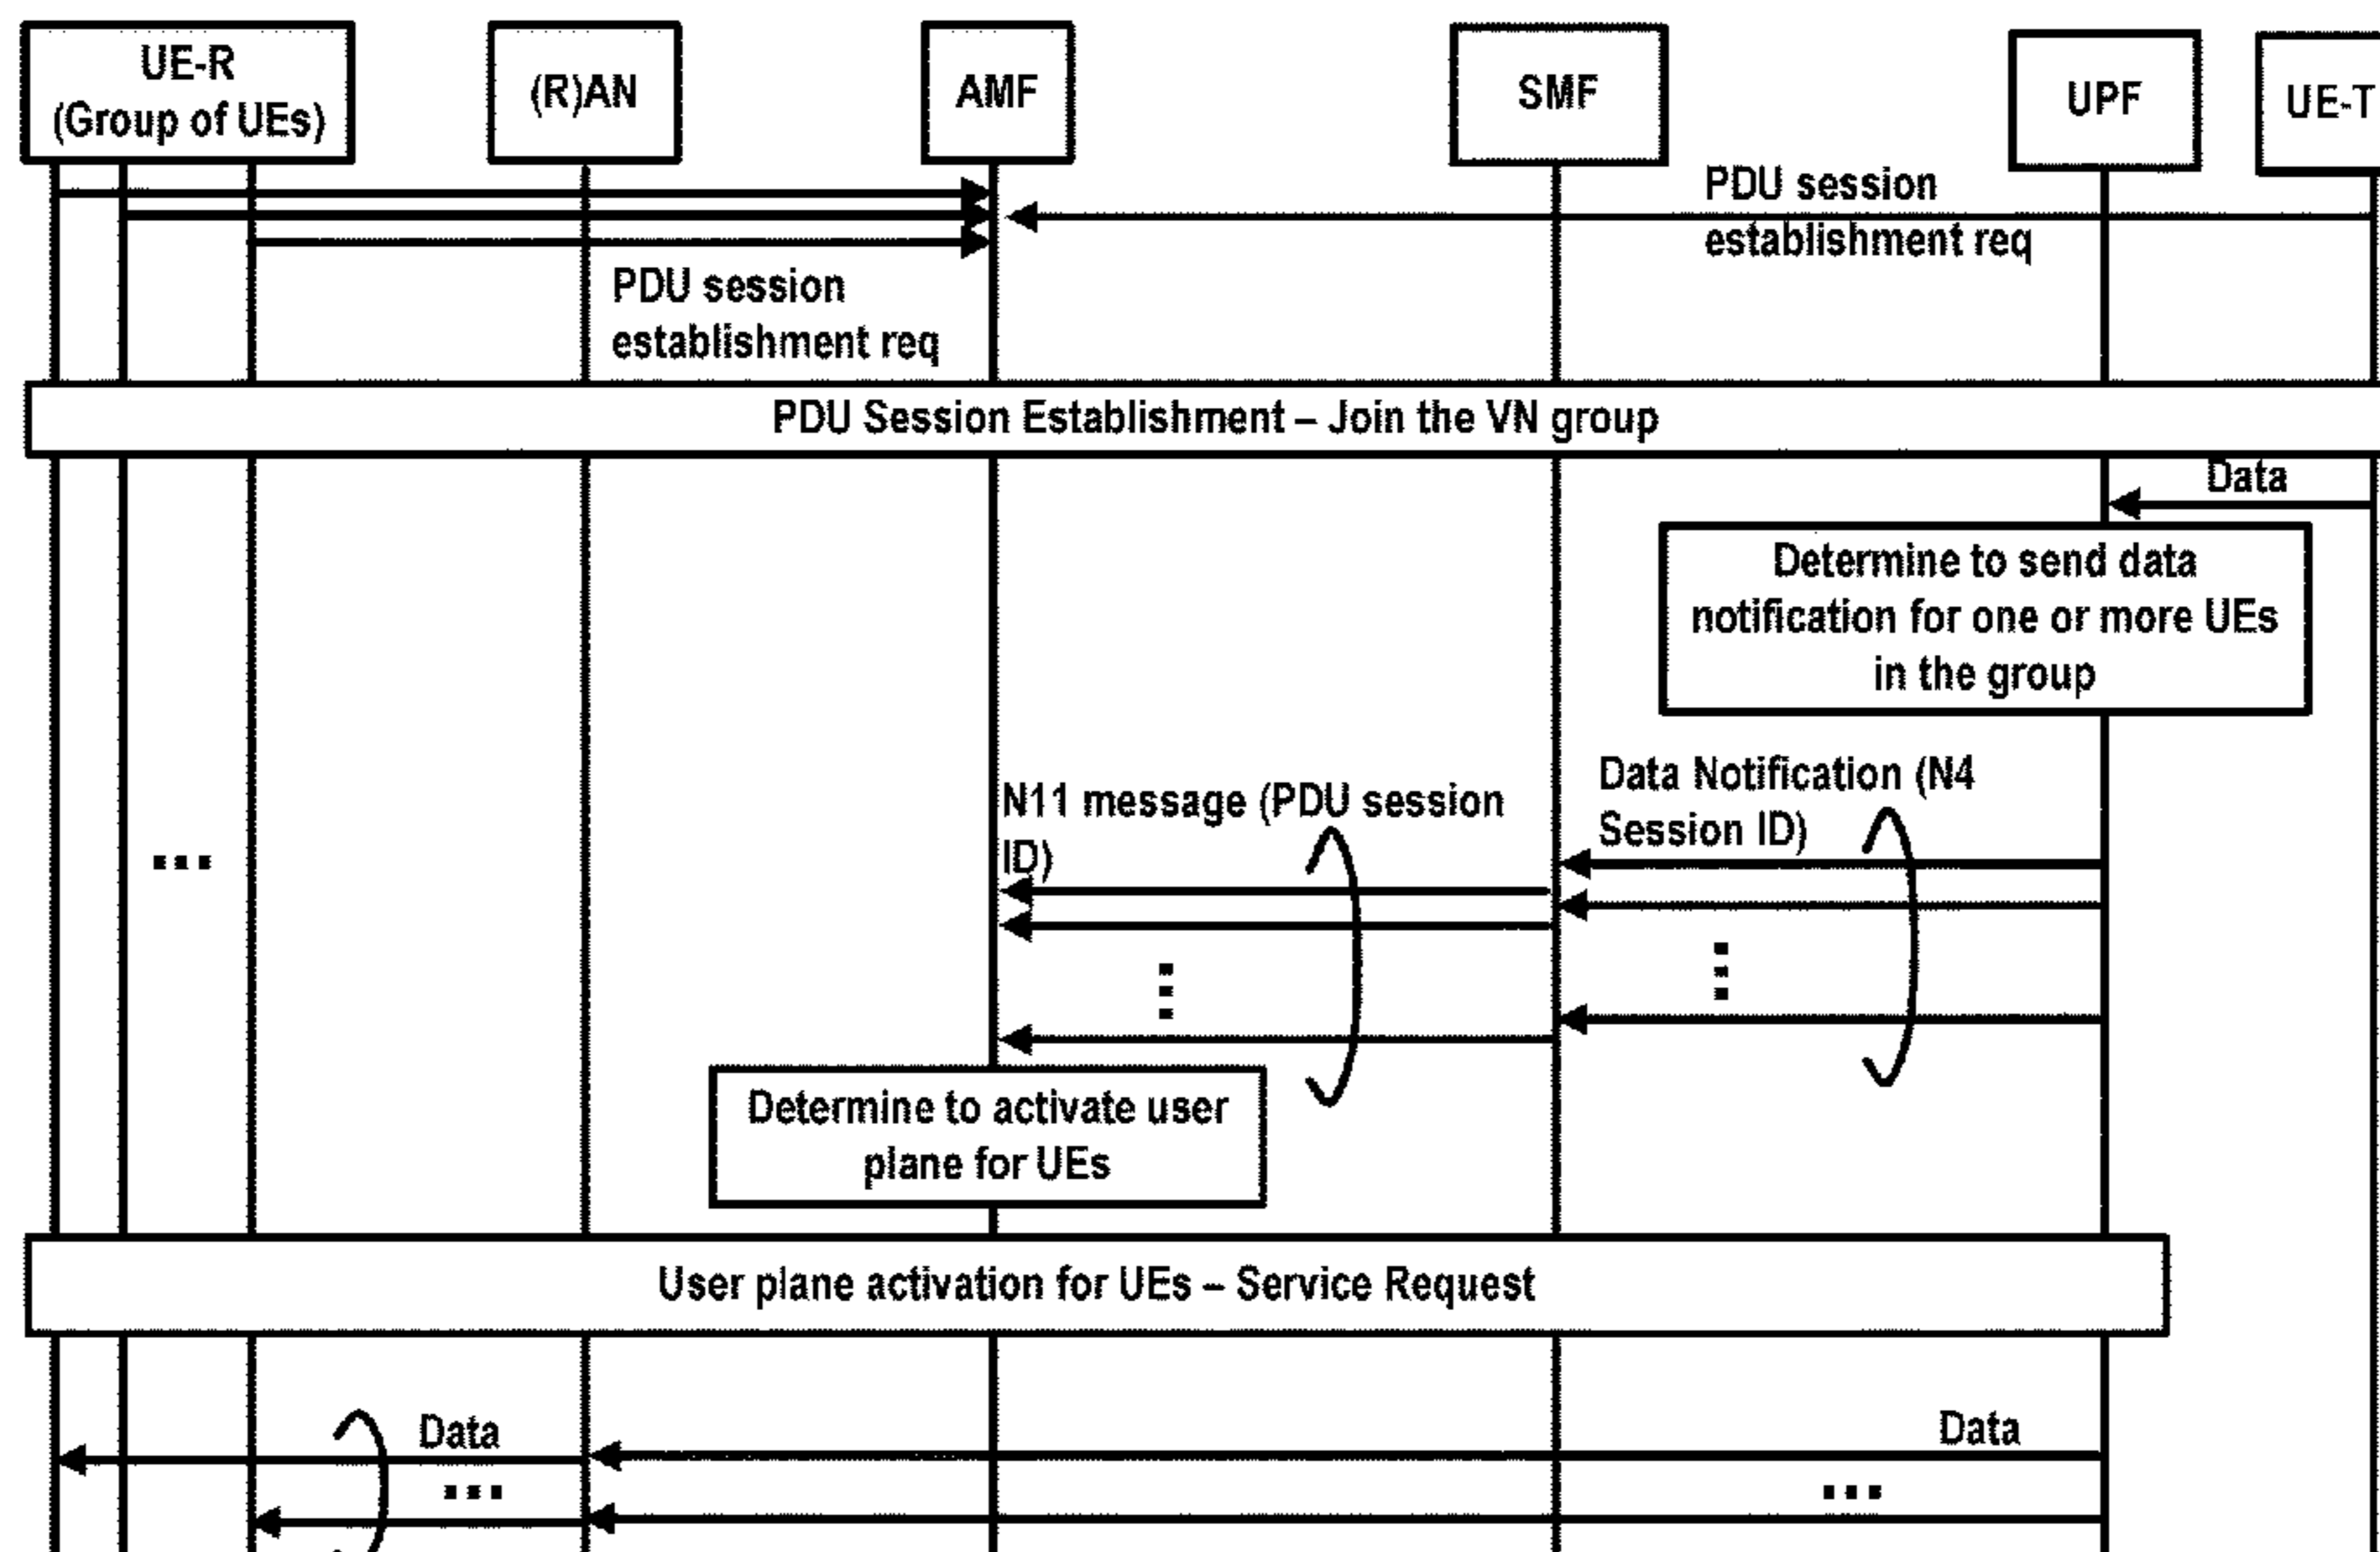 UE-R
(Group of UEs)
(R)AN
AMF
SMF
UPF
UE-T
PDU session
establishment req
PDU session
establishment req
PDU Session Establishment – Join the VN group
Data
Determine to send data
notification for one or more UEs
in the group
Data Notification (N4
Session ID)
N11 message (PDU session
ID)
...
Determine to activate user
plane for UEs
User plane activation for UEs – Service Request
Data
Data
...
...